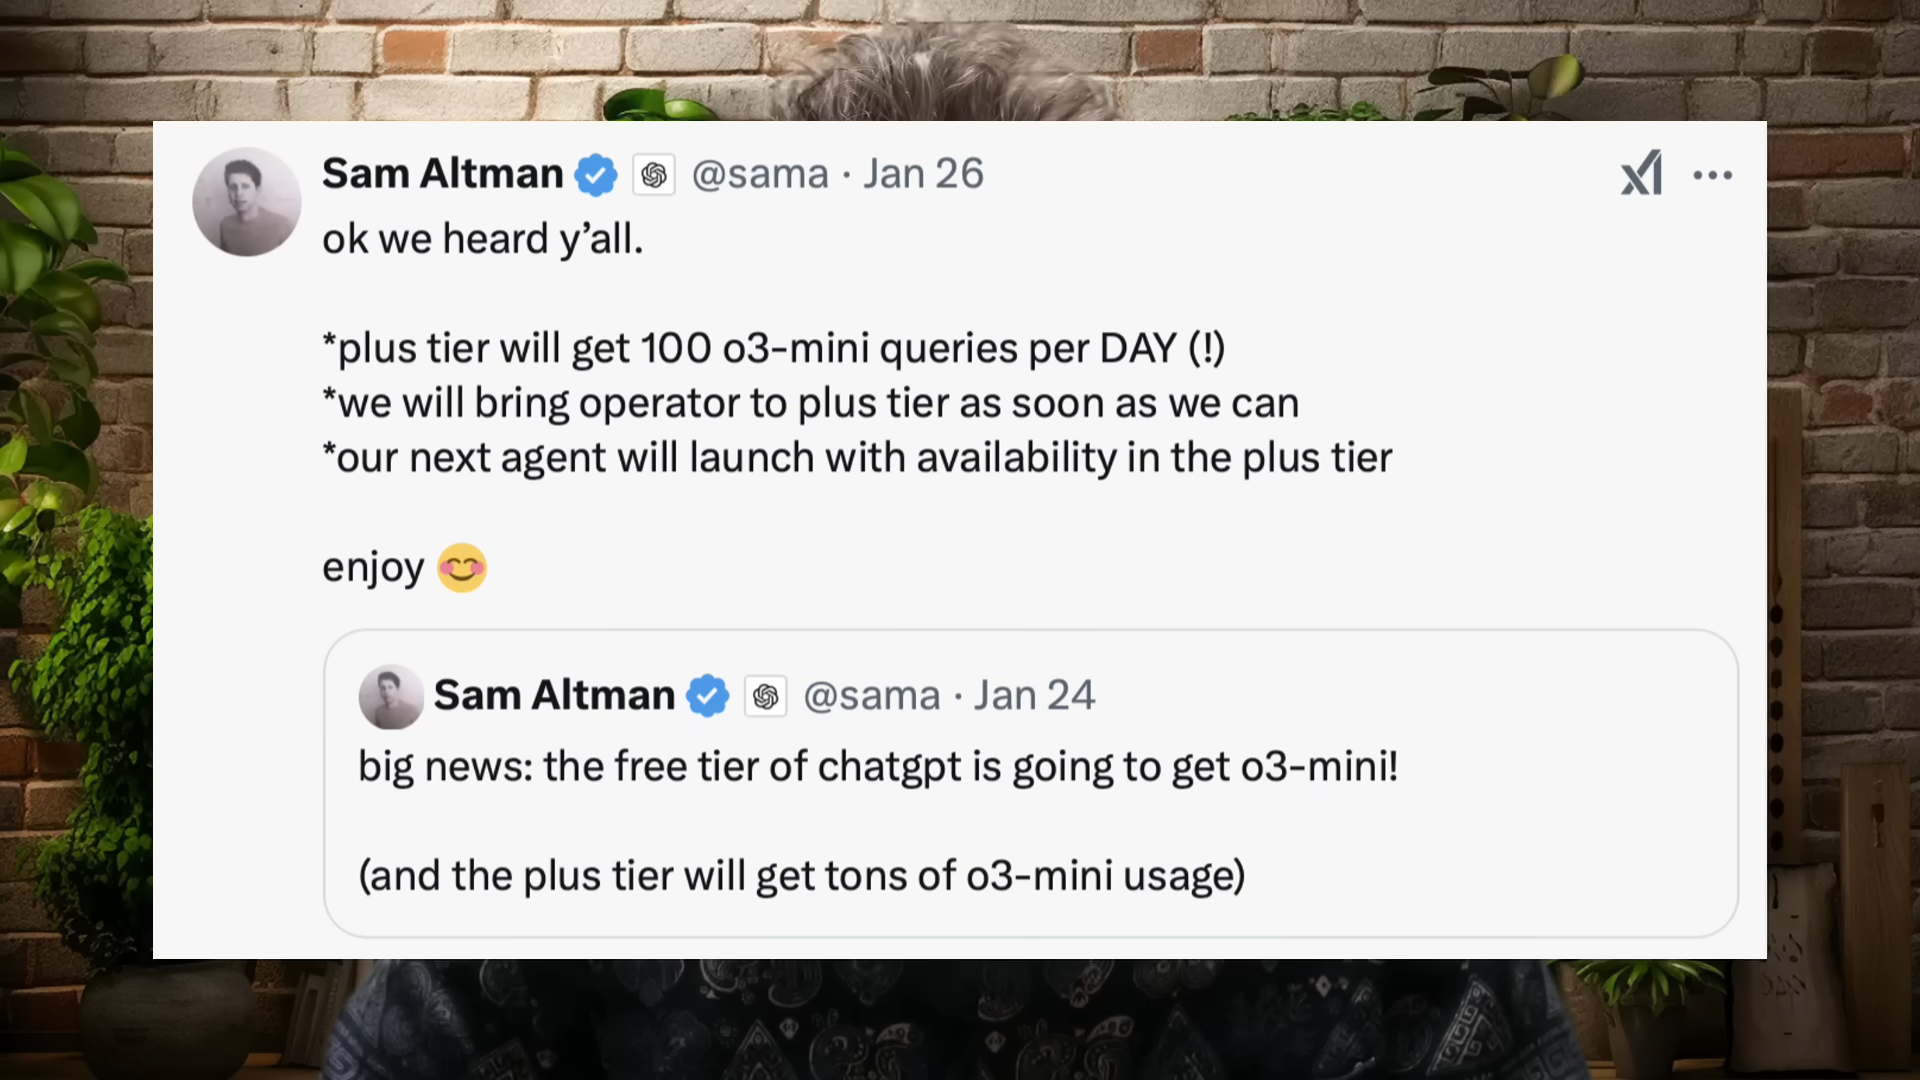 Sam Altman @sama · Jan 26
ok we heard y’all.
*plus tier will get 100 o3-mini queries per DAY (!)
*we will bring operator to plus tier as soon as we can
*our next agent will launch with availability in the plus tier
enjoy 😊
Sam Altman @sama · Jan 24
big news: the free tier of chatgpt is going to get o3-mini!
(and the plus tier will get tons of o3-mini usage)